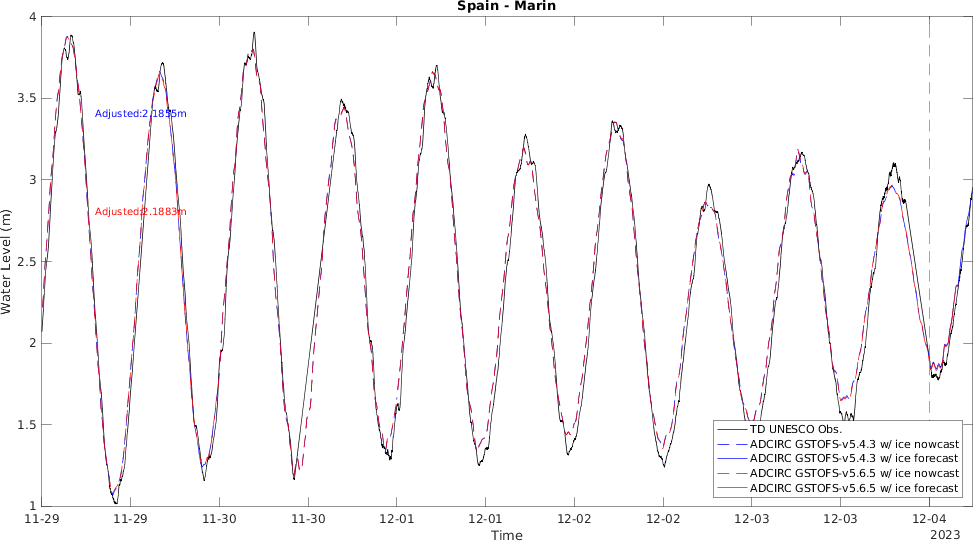 Spain - Marin
4
3.5
3
2.5
2
1.5
1
Water Level (m)
Adjusted:2.1855m
Adjusted:2.1883m
TD UNESCO Obs.
ADCIRC GSTOFS-v5.4.3 w/ ice nowcast
ADCIRC GSTOFS-v5.4.3 w/ ice forecast
ADCIRC GSTOFS-v5.6.5 w/ ice nowcast
ADCIRC GSTOFS-v5.6.5 w/ ice forecast
11-29 11-29 11-30 11-30 12-01 12-01 12-02 12-02 12-03 12-03 12-04
2023
Time